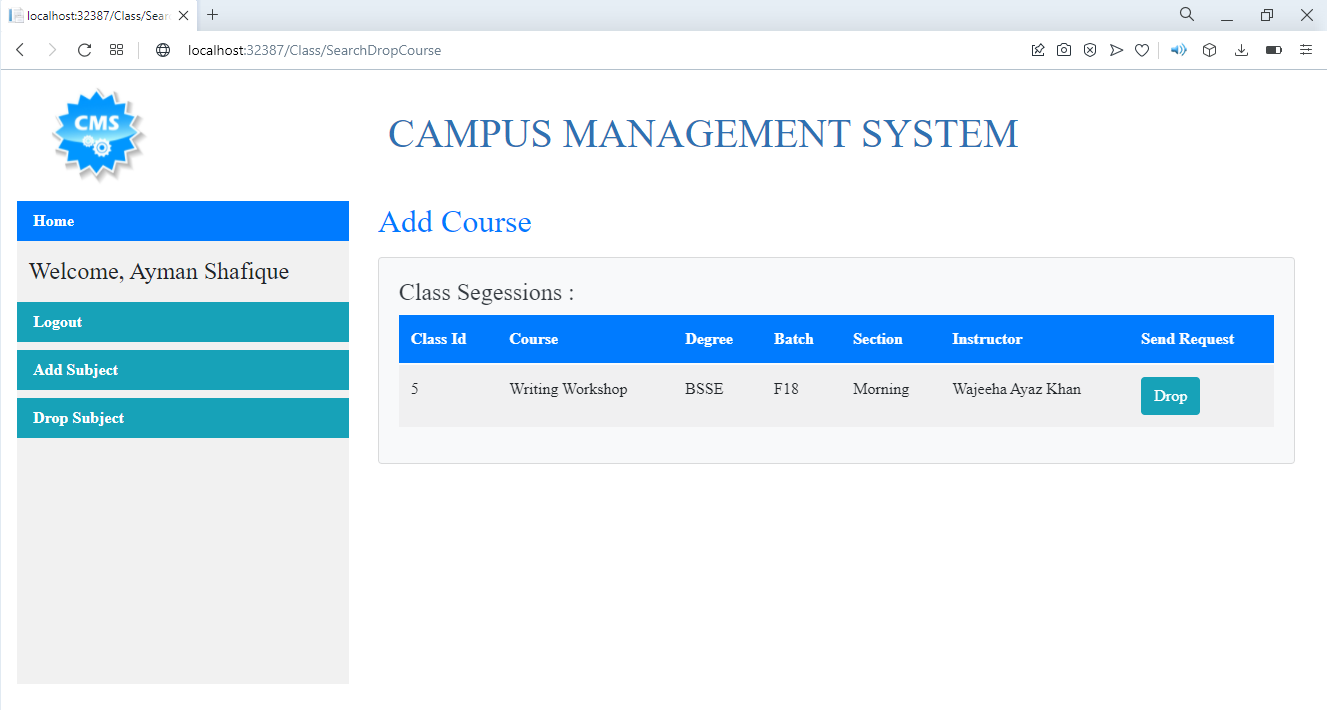 localhost:32387/Class/Sear
localhost:32387/Class/SearchDropCourse
CMS
CAMPUS MANAGEMENT SYSTEM
Home
Welcome, Ayman Shafique
Logout
Add Subject
Drop Subject
Add Course
Class Segessions :
Class Id Course Degree Batch Section Instructor Send Request
5 Writing Workshop BSSE F18 Morning Wajeeha Ayaz Khan Drop